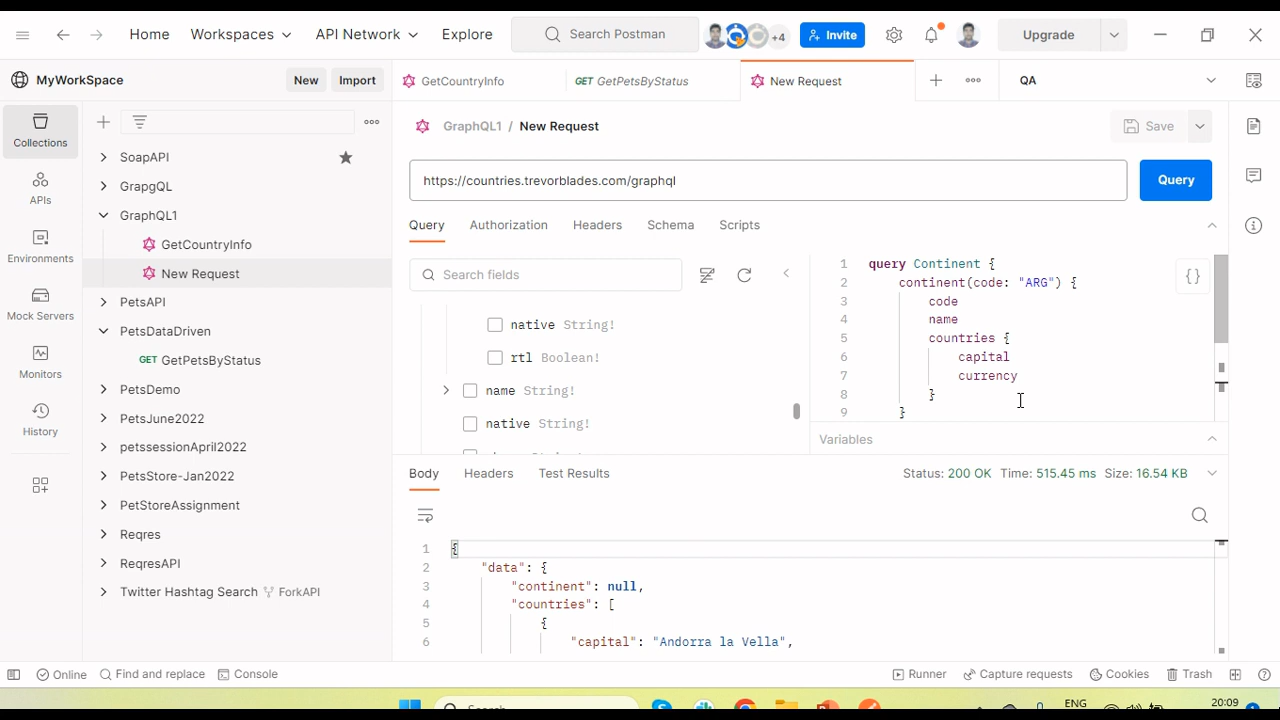 Home Workspaces API Network Explore Search Postman +4 Invite Upgrade
MyWorkSpace New Import GetCountryInfo GET GetPetsByStatus New Request QA
Collections
APIs
Environments
Mock Servers
Monitors
History
SoapAPI
GrapgQL
GraphQL1
GetCountryInfo
New Request
PetsAPI
PetsDataDriven
GET GetPetsByStatus
PetsDemo
PetsJune2022
petssessionApril2022
PetsStore-Jan2022
PetStoreAssignment
Reqres
ReqresAPI
Twitter Hashtag Search ForkAPI
GraphQL1 / New Request Save
https://countries.trevorblades.com/graphql Query
Query Authorization Headers Schema Scripts
Search fields
native String!
rtl Boolean!
name String!
native String!
1 query Continent {
2 continent(code: "ARG") {
3 code
4 name
5 countries {
6 capital
7 currency
8 }
9 }
{}
Variables
Body Headers Test Results Status: 200 OK Time: 515.45 ms Size: 16.54 KB
1 {
2 "data": {
3 "continent": null,
4 "countries": [
5 {
6 "capital": "Andorra la Vella",
Online Find and replace Console Runner Capture requests Cookies Trash
Search ENG 20:09